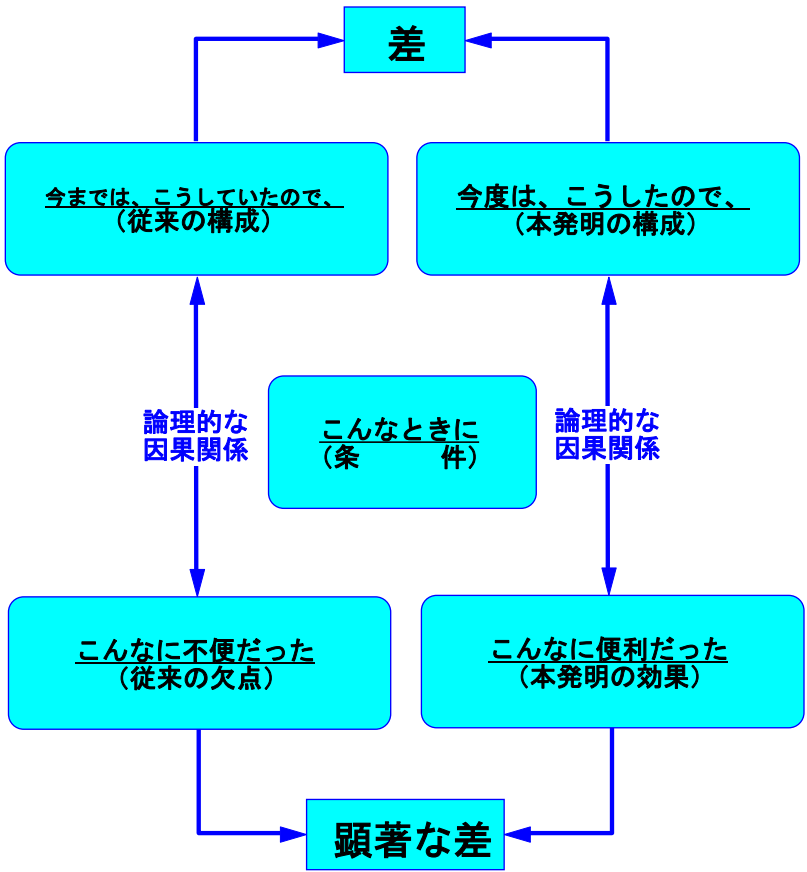 差
今までは、こうしていたので、
（従来の構成）
今度は、こうしたので、
（本発明の構成）
論理的な
因果関係
こんなときに
（条　　　件）
論理的な
因果関係
こんなに不便だった
（従来の欠点）
こんなに便利だった
（本発明の効果）
顕著な差